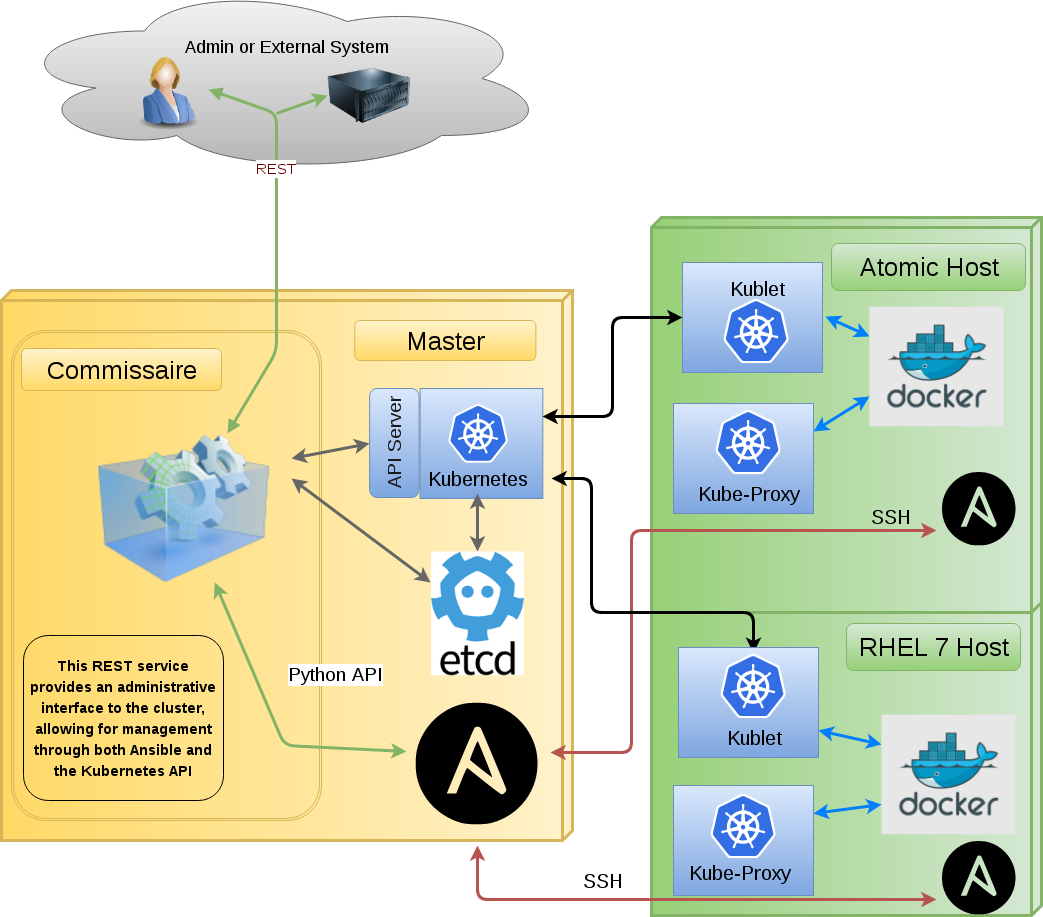 Admin or External System
REST
Commissaire
Master
API Server
Kubernetes
etcd
Python API
This REST service
provides an administrative
interface to the cluster,
allowing for management
through both Ansible and
the Kubernetes API
Atomic Host
Kublet
docker
Kube-Proxy
SSH
RHEL 7 Host
Kublet
docker
Kube-Proxy
SSH